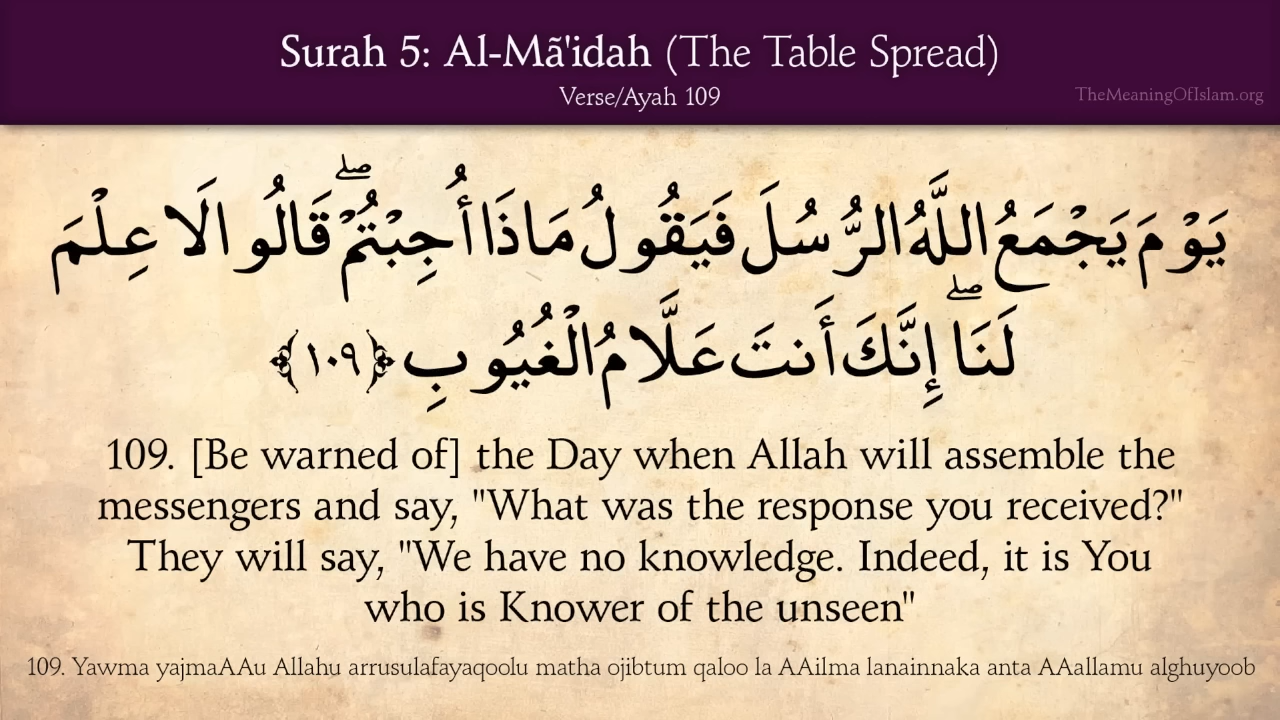 Surah 5: Al-Mã'idah (The Table Spread)
Verse/Ayah 109
TheMeaningOfIslam.org
يَوْمَ يَجْمَعُ اللَّهُ الرُّسُلَ فَيَقُولُ مَاذَا أُجِبْتُمْ ۖ قَالُوا لَا عِلْمَ
لَنَا ۖ إِنَّكَ أَنتَ عَلَّامُ الْغُيُوبِ ﴿١٠٩﴾
109. [Be warned of] the Day when Allah will assemble the
messengers and say, "What was the response you received?"
They will say, "We have no knowledge. Indeed, it is You
who is Knower of the unseen"
109. Yawma yajmaAAu Allahu arrusulafayaqoolu matha ojibtum qaloo la AAilma lanainnaka anta AAallamu alghuyoob